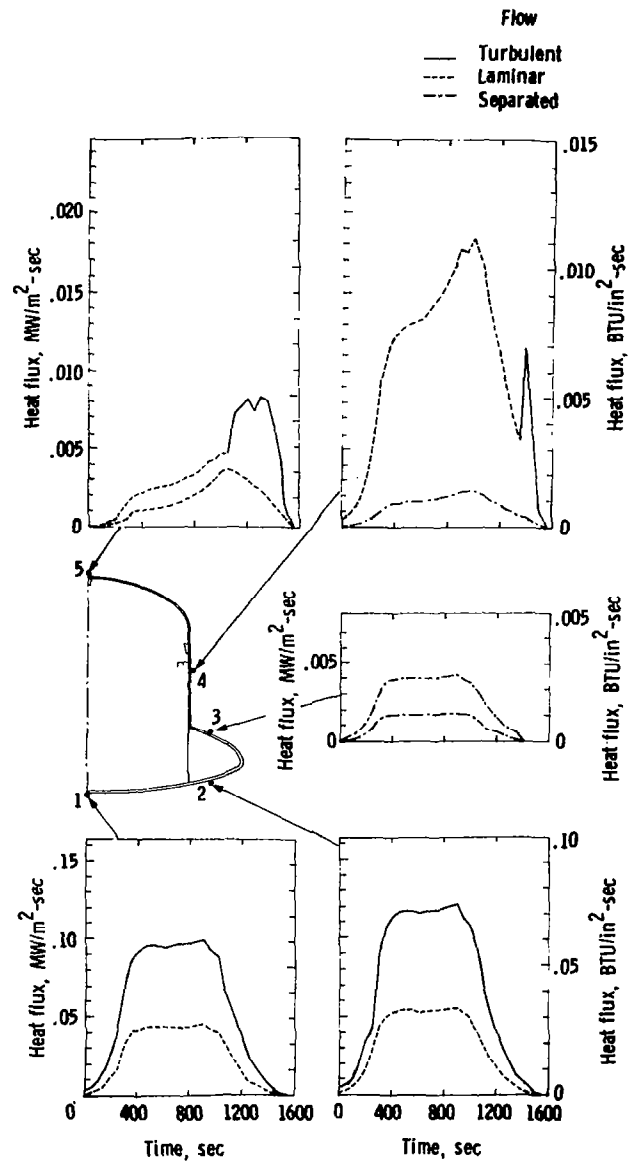 Flow
Turbulent
Laminar
Separated
Heat flux, MW/m²-sec
.020
.015
.010
.005
0
.015
.010
.005
0
Heat flux, BTU/in²-sec
5
4
3
2
1
Heat flux, MW/m²-sec
.005
0
.005
0
Heat flux, BTU/in²-sec
Heat flux, MW/m²-sec
.15
.10
.05
0 400 800 1200 1600
Time, sec
0 400 800 1200 1600
Time, sec
.10
.05
0
Heat flux, BTU/in²-sec